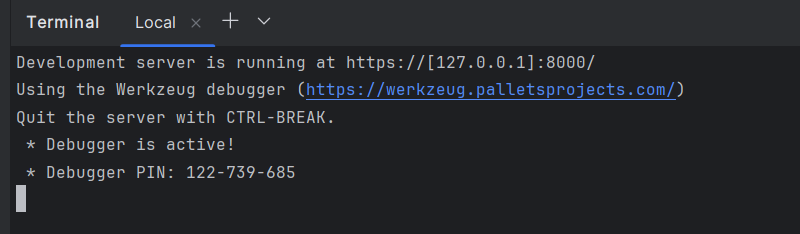 Terminal Local
Development server is running at https://[127.0.0.1]:8000/
Using the Werkzeug debugger (https://werkzeug.palletsprojects.com/)
Quit the server with CTRL-BREAK.
* Debugger is active!
* Debugger PIN: 122-739-685